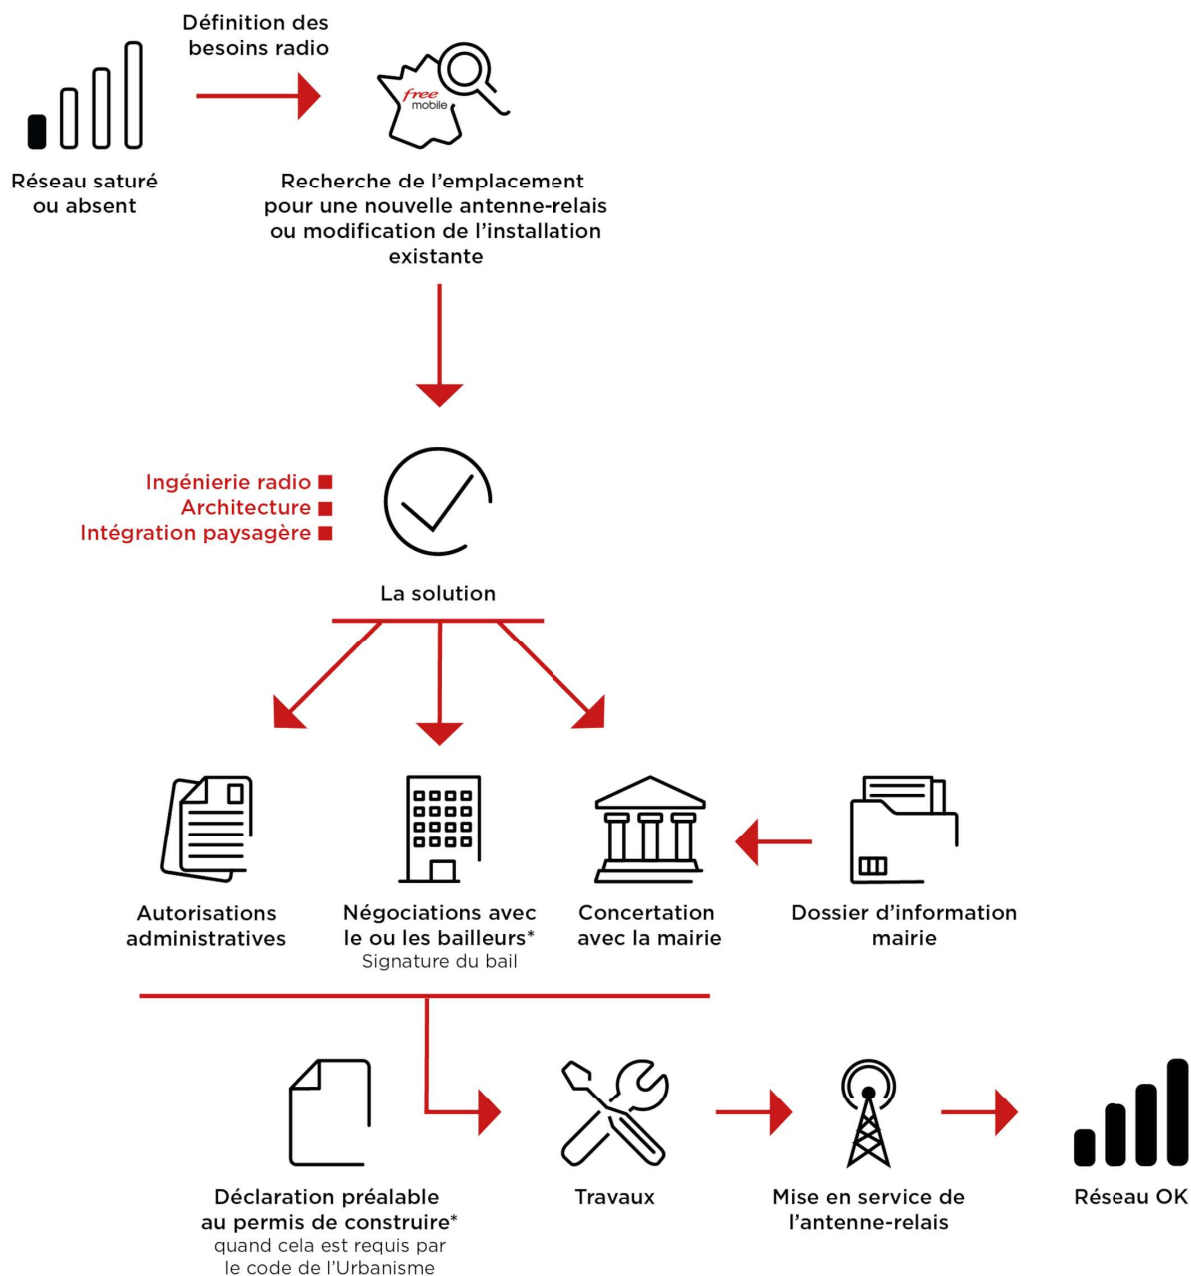 Définition des
besoins radio
free
mobile
Réseau saturé
ou absent
Recherche de l'emplacement
pour une nouvelle antenne-relais
ou modification de l'installation
existante
Ingénierie radio
Architecture
Intégration paysagère
La solution
Autorisations
administratives
Négociations avec
le ou les bailleurs*
Signature du bail
Concertation
avec la mairie
Dossier d'information
mairie
Déclaration préalable
au permis de construire*
quand cela est requis par
le code de l'Urbanisme
Travaux
Mise en service de
l'antenne-relais
Réseau OK